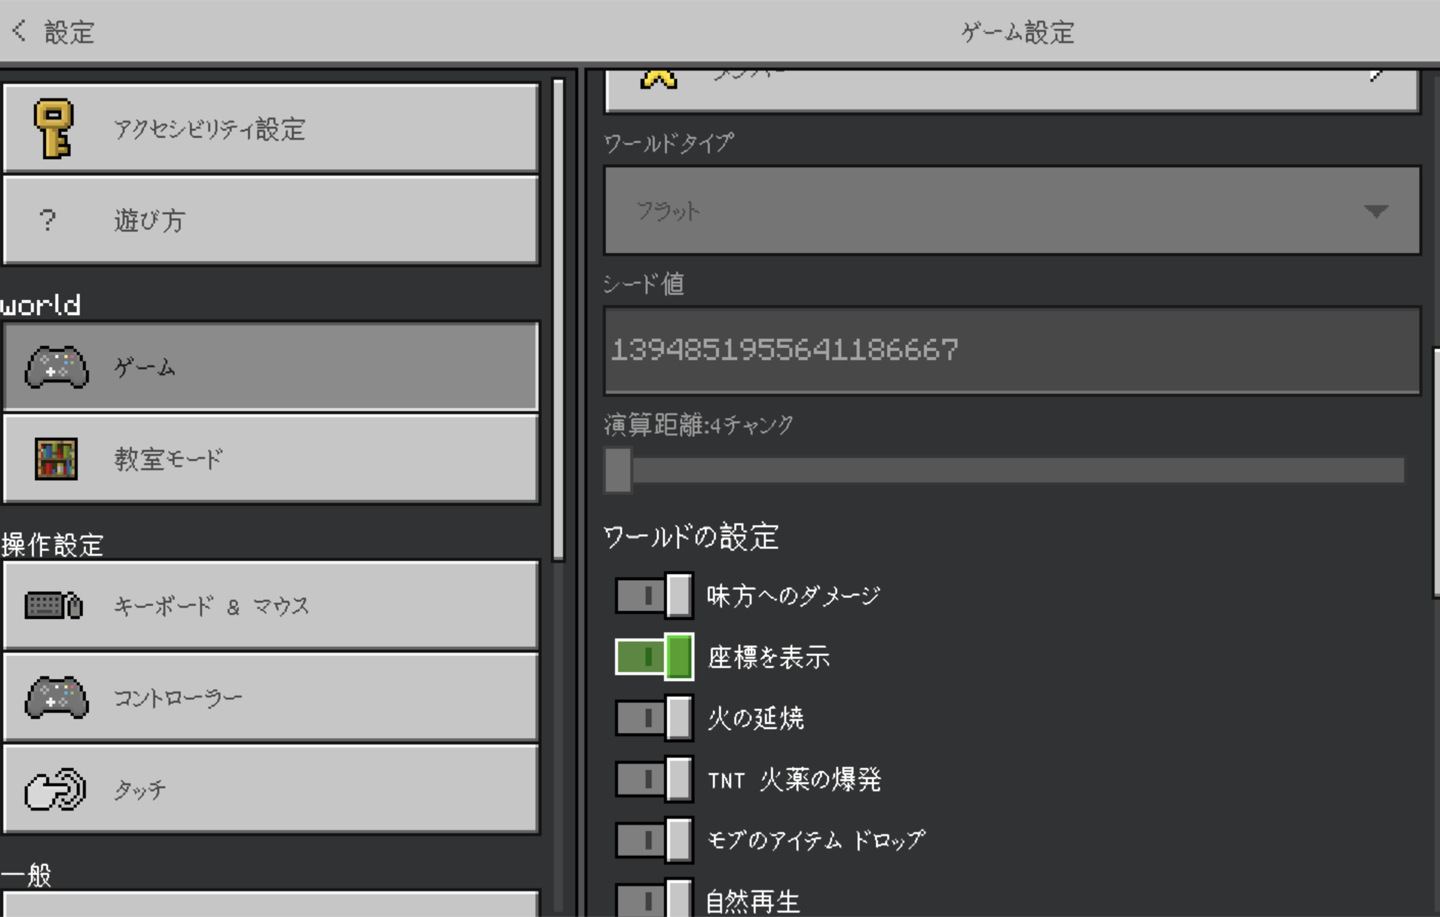 設定
ゲーム設定
アクセシビリティ設定
? 遊び方
world
ゲーム
教室モード
操作設定
キーボード & マウス
コントローラー
タッチ
一般
メンバー
ワールドタイプ
フラット
シード値
1394851955641186667
演算距離:4チャンク
ワールドの設定
味方へのダメージ
座標を表示
火の延焼
TNT 火薬の爆発
モブのアイテム ドロップ
自然再生